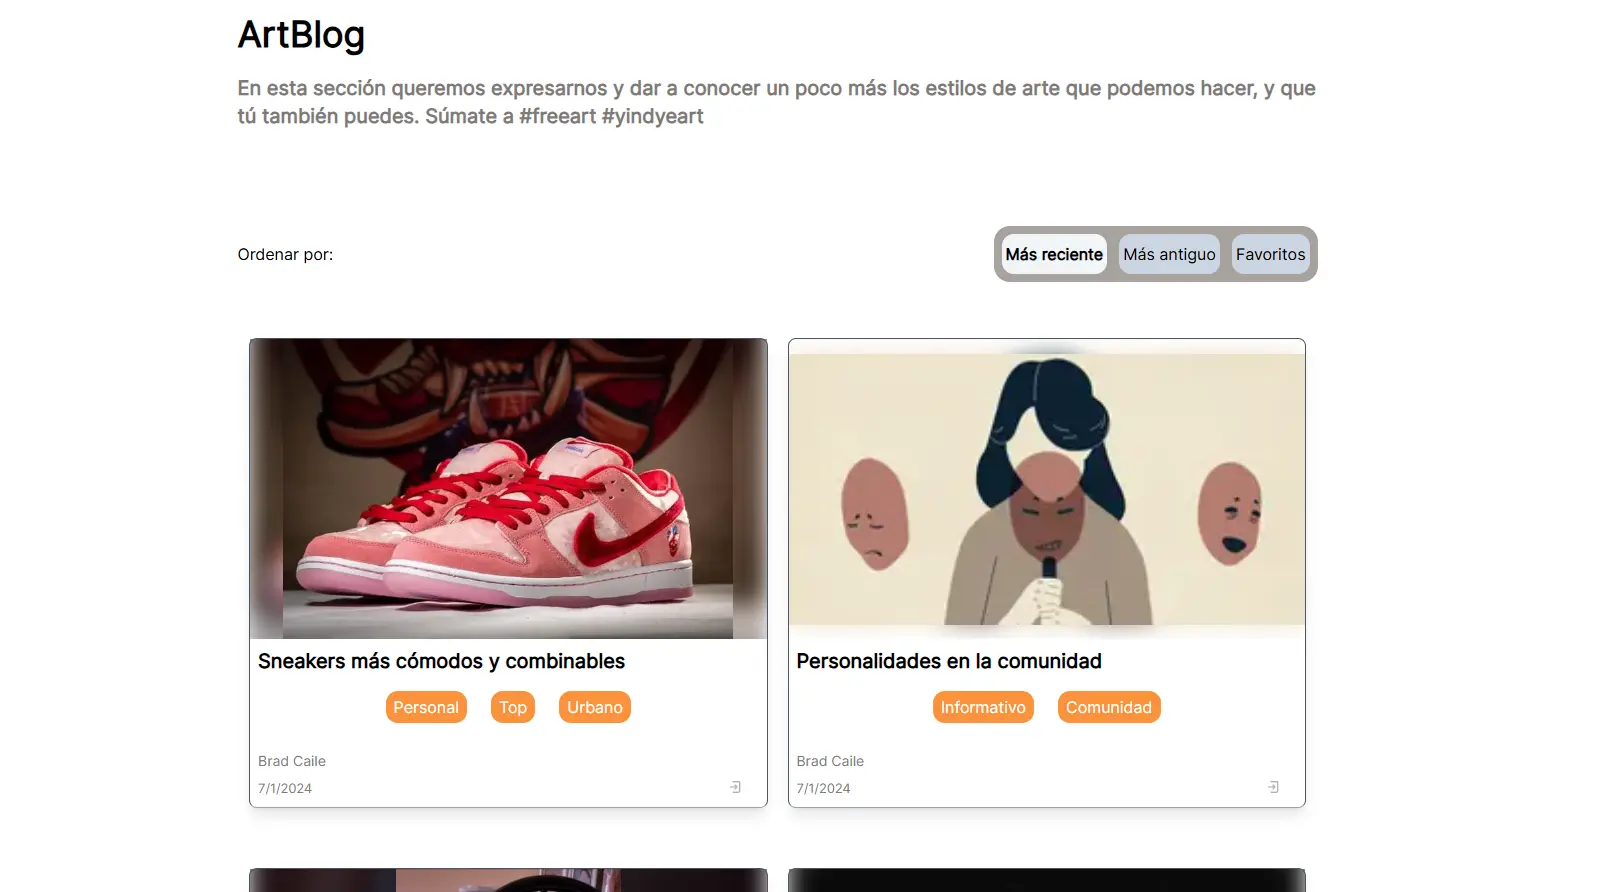 ArtBlog
En esta sección queremos expresarnos y dar a conocer un poco más los estilos de arte que podemos hacer, y que
tú también puedes. Súmate a #freeart #yindyeart
Ordenar por:
Más reciente Más antiguo Favoritos
Sneakers más cómodos y combinables
Personal Top Urbano
Brad Caile
7/1/2024
Personalidades en la comunidad
Informativo Comunidad
Brad Caile
7/1/2024